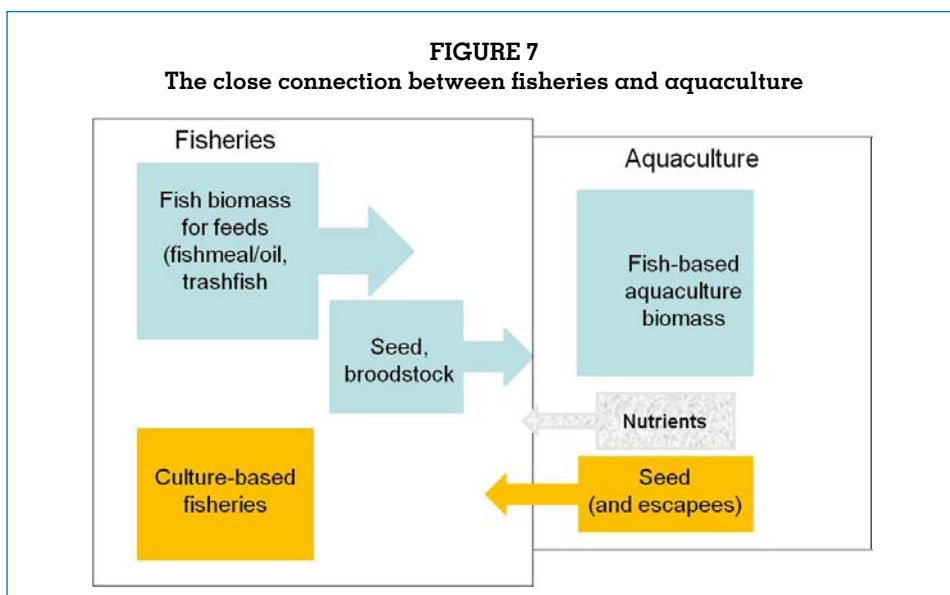 FIGURE 7
The close connection between fisheries and aquaculture
Fisheries
Fish biomass
for feeds
(fishmeal/oil,
trashfish
Seed,
broodstock
Culture-based
fisheries
Aquaculture
Fish-based
aquaculture
biomass
Nutrients
Seed
(and escapees)